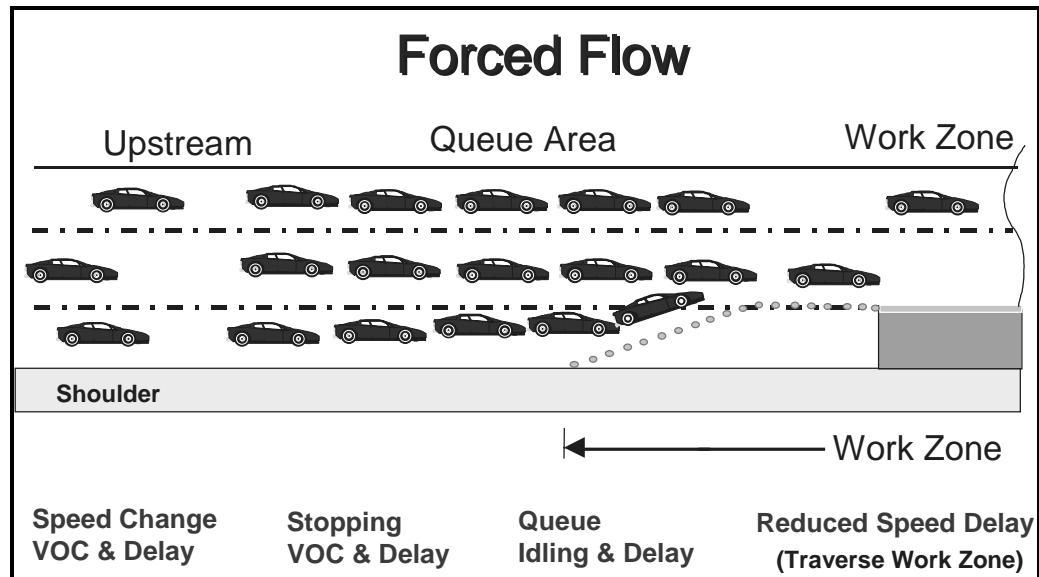 Forced Flow
Upstream
Queue Area
Work Zone
Shoulder
Work Zone
Speed Change
VOC & Delay
Stopping
VOC & Delay
Queue
Idling & Delay
Reduced Speed Delay
(Traverse Work Zone)